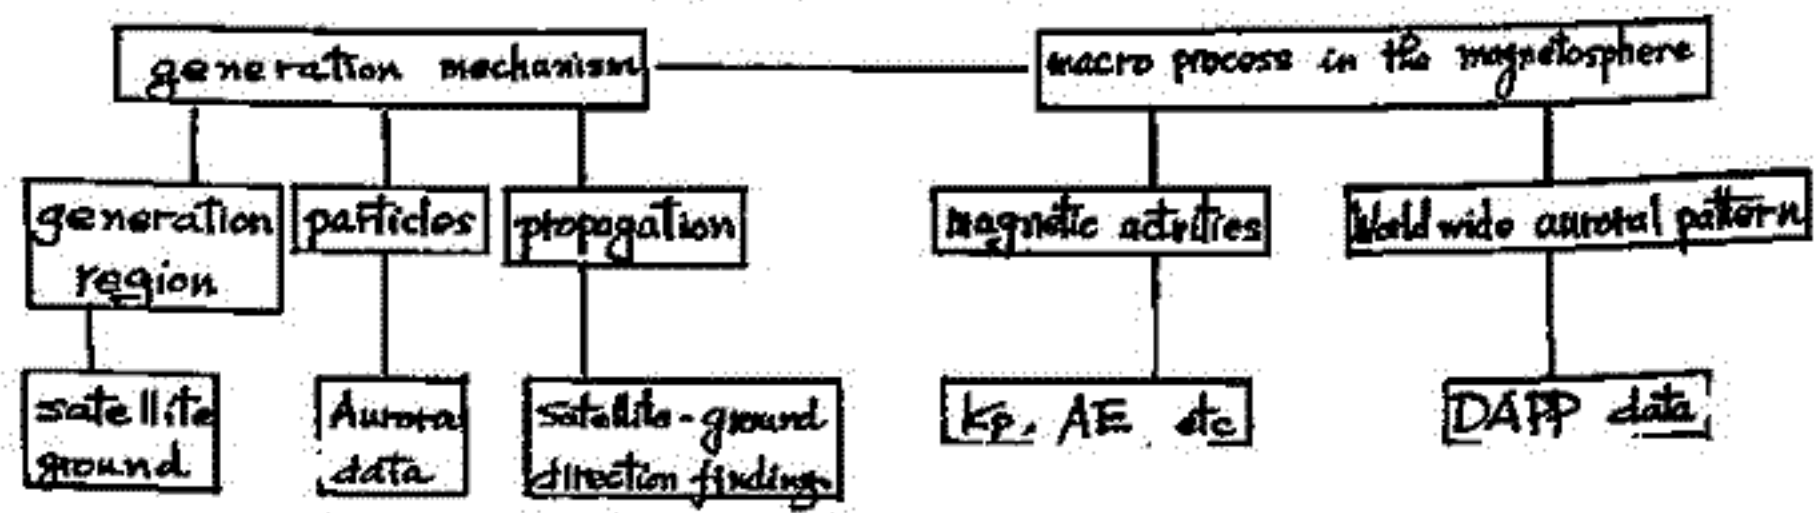 generation mechanism
macro process in the magnetosphere
generation
region
particles
propagation
magnetic activities
World wide auroral pattern
satellite
ground
Aurora
data
satellite-ground
direction finding.
Kp. AE etc
DAPP data